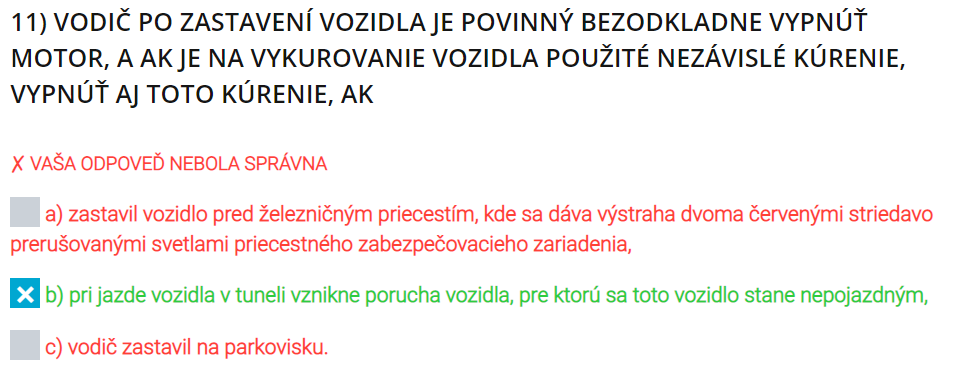 11) VODIČ PO ZASTAVENÍ VOZIDLA JE POVINNÝ BEZODKLADNE VYPNÚŤ
MOTOR, A AK JE NA VYKUROVANIE VOZIDLA POUŽITÉ NEZÁVISLÉ KÚRENIE,
VYPNÚŤ AJ TOTO KÚRENIE, AK
✗ VAŠA ODPOVEĎ NEBOLA SPRÁVNA
a) zastavil vozidlo pred železničným priecestím, kde sa dáva výstraha dvoma červenými striedavo
prerušovanými svetlami priecestného zabezpečovacieho zariadenia,
b) pri jazde vozidla v tuneli vznikne porucha vozidla, pre ktorú sa toto vozidlo stane nepojazdným,
c) vodič zastavil na parkovisku.